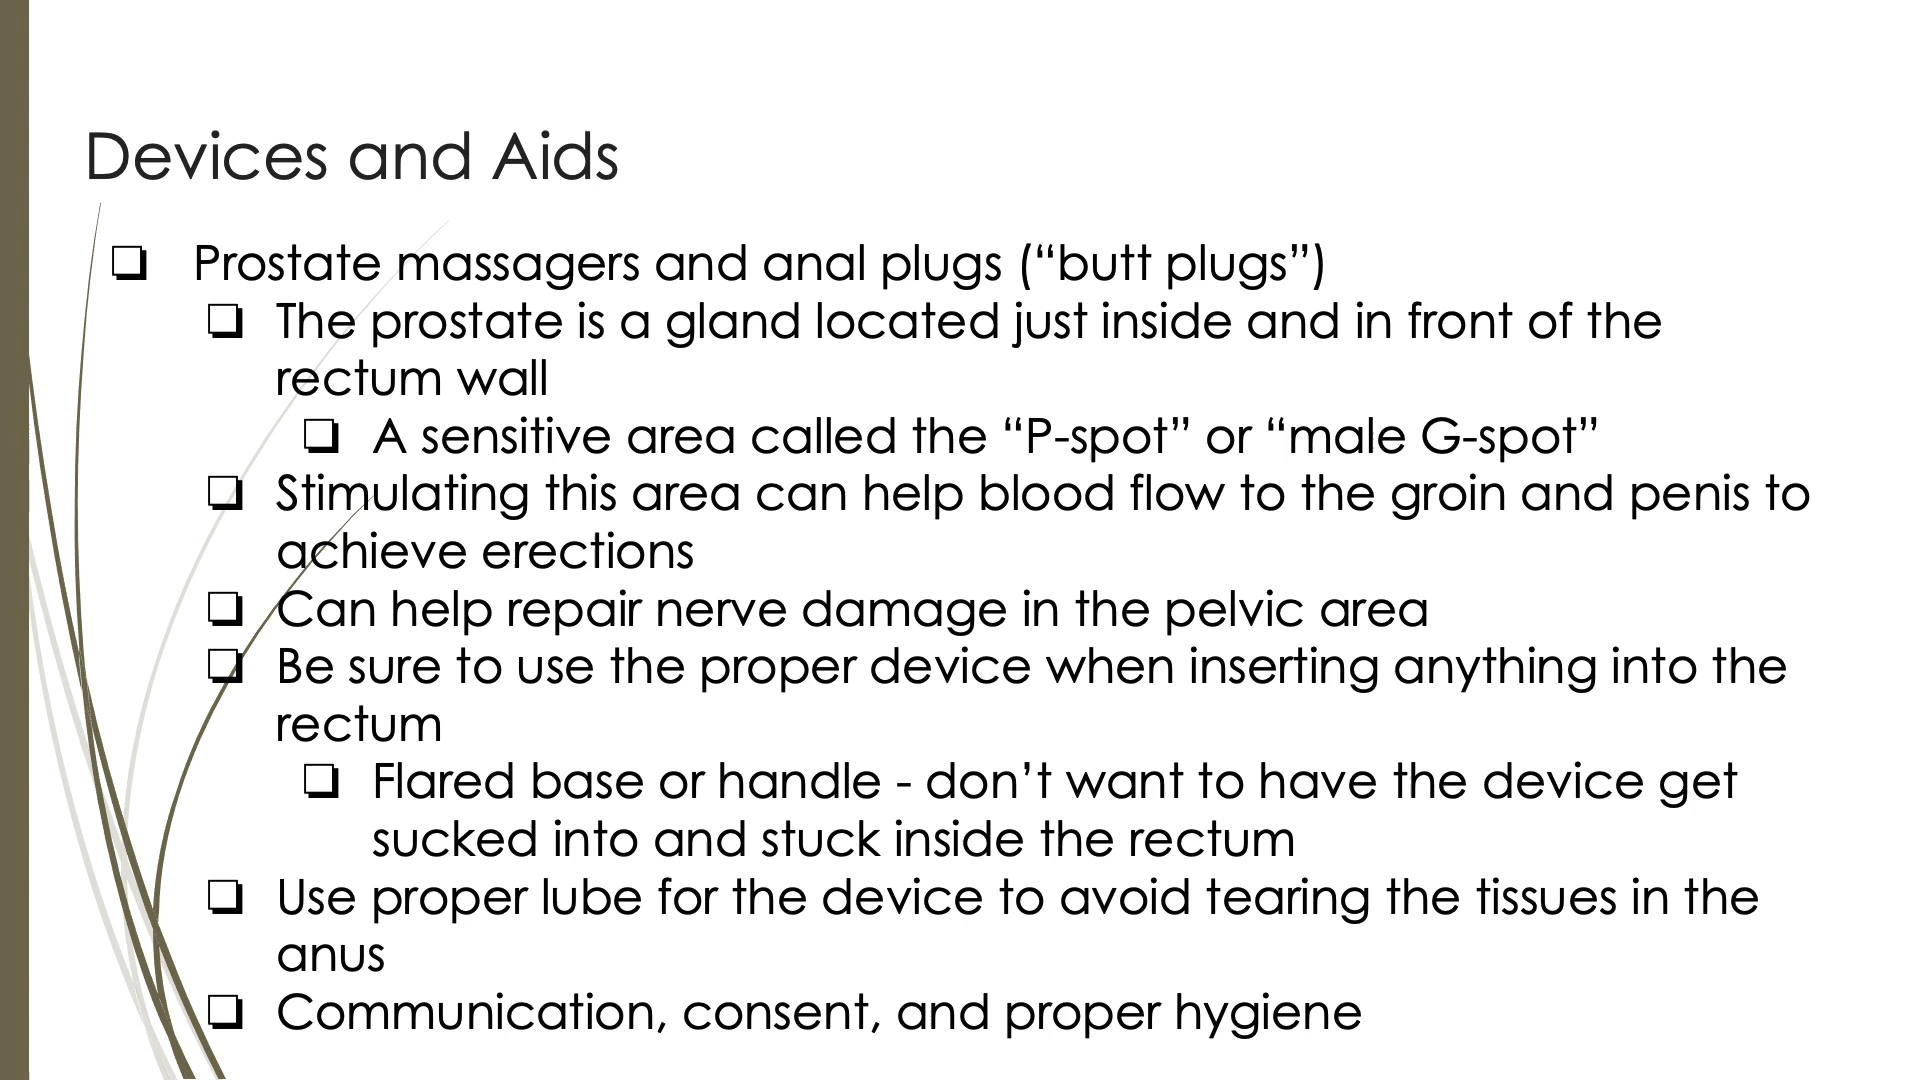 Devices and Aids
❏ Prostate massagers and anal plugs (“butt plugs”)
❏ The prostate is a gland located just inside and in front of the
rectum wall
❏ A sensitive area called the “P-spot” or “male G-spot”
❏ Stimulating this area can help blood flow to the groin and penis to
achieve erections
❏ Can help repair nerve damage in the pelvic area
❏ Be sure to use the proper device when inserting anything into the
rectum
❏ Flared base or handle - don’t want to have the device get
sucked into and stuck inside the rectum
❏ Use proper lube for the device to avoid tearing the tissues in the
anus
❏ Communication, consent, and proper hygiene